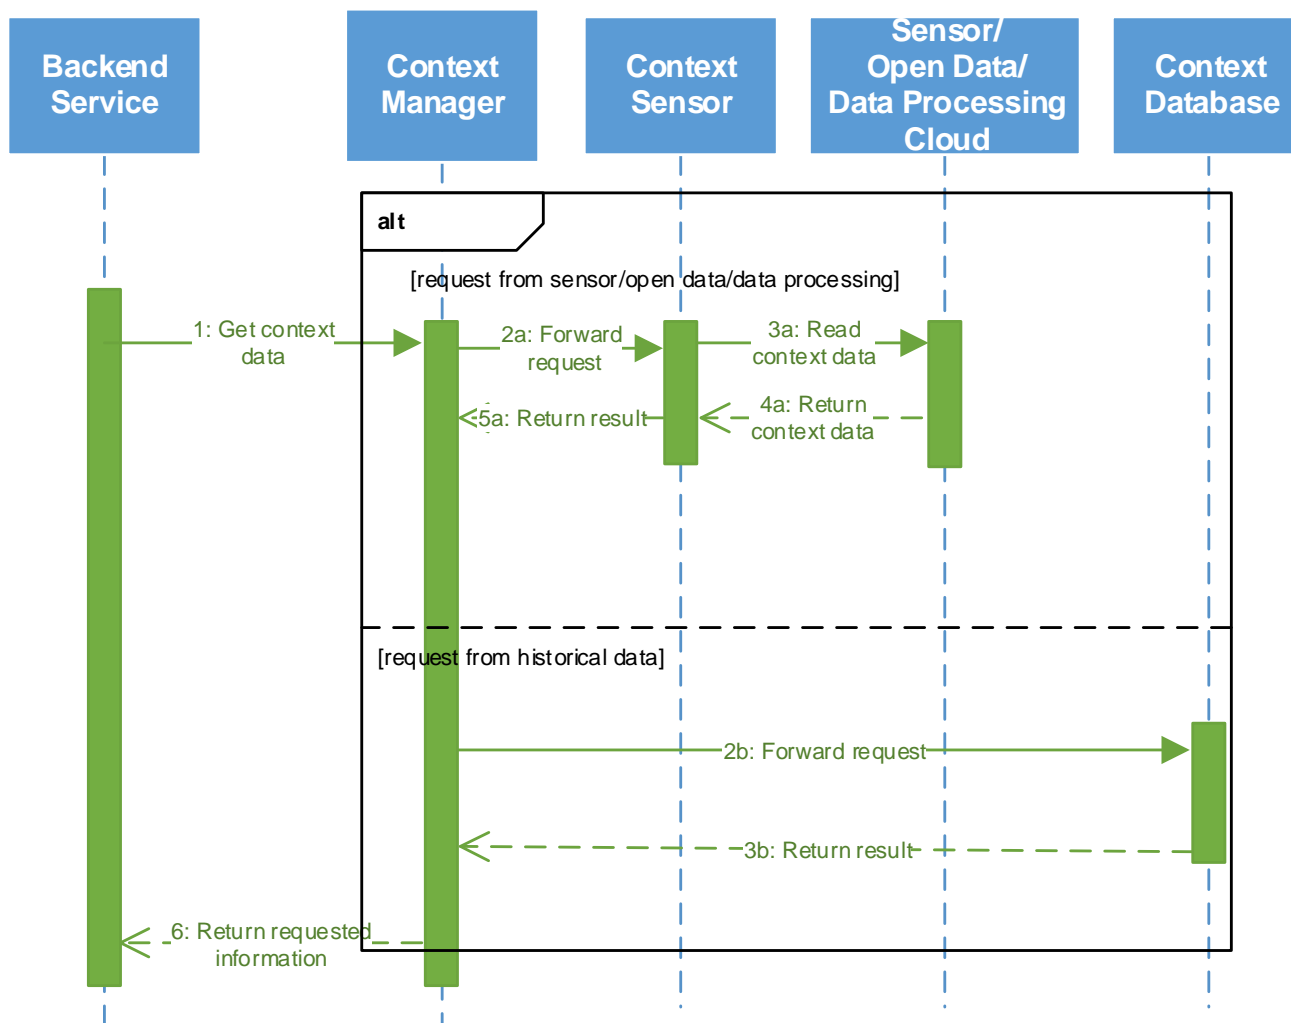 Backend
Service
Context
Manager
Context
Sensor
Sensor/
Open Data/
Data Processing
Cloud
Context
Database
alt
[request from sensor/open data/data processing]
1: Get context
data
2a: Forward
request
3a: Read
context data
5a: Return result
4a: Return
context data
[request from historical data]
2b: Forward request
3b: Return result
6: Return requested
information